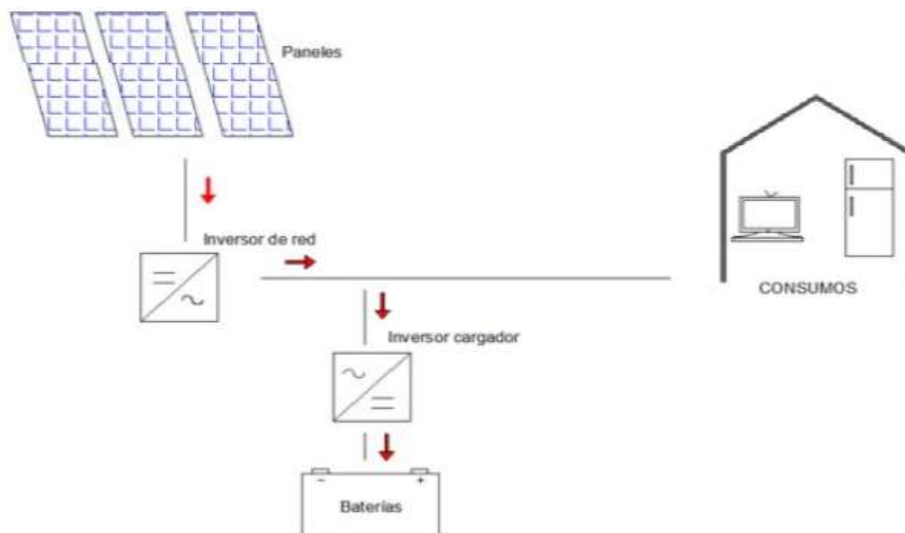 Paneles
Inversor de red
CONSUMOS
Inversor cargador
- +
Baterías